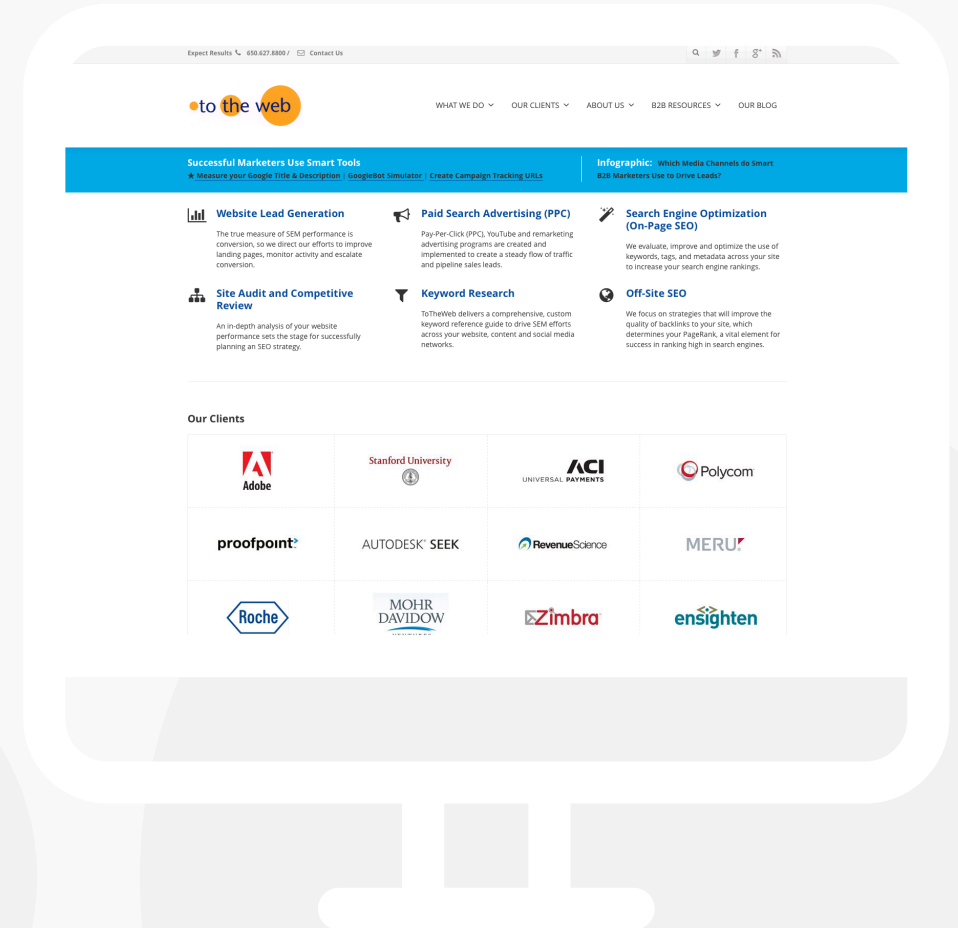 Expect Results 650.627.8800 / Contact Us
to the web
WHAT WE DO OUR CLIENTS ABOUT US B2B RESOURCES OUR BLOG
Successful Marketers Use Smart Tools
★ Measure your Google Title & Description | GoogleBot Simulator | Create Campaign Tracking URLs
Infographic: Which Media Channels do Smart
B2B Marketers Use to Drive Leads?
Website Lead Generation
The true measure of SEM performance is
conversion, so we direct our efforts to improve
landing pages, monitor activity and escalate
conversion.
Paid Search Advertising (PPC)
Pay-Per-Click (PPC), YouTube and remarketing
advertising programs are created and
implemented to create a steady flow of traffic
and pipeline sales leads.
Search Engine Optimization
(On-Page SEO)
We evaluate, improve and optimize the use of
keywords, tags, and metadata across your site
to increase your search engine rankings.
Site Audit and Competitive
Review
An in-depth analysis of your website
performance sets the stage for successfully
planning an SEO strategy.
Keyword Research
ToTheWeb delivers a comprehensive, custom
keyword reference guide to drive SEM efforts
across your website, content and social media
networks.
Off-Site SEO
We focus on strategies that will improve the
quality of backlinks to your site, which
determines your PageRank, a vital element for
success in ranking high in search engines.
Our Clients
Adobe
Stanford University
ACI
UNIVERSAL PAYMENTS
Polycom
proofpoint
AUTODESK® SEEK
RevenueScience
MERU
Roche
MOHR
DAVIDOW
Zimbra
ensighten